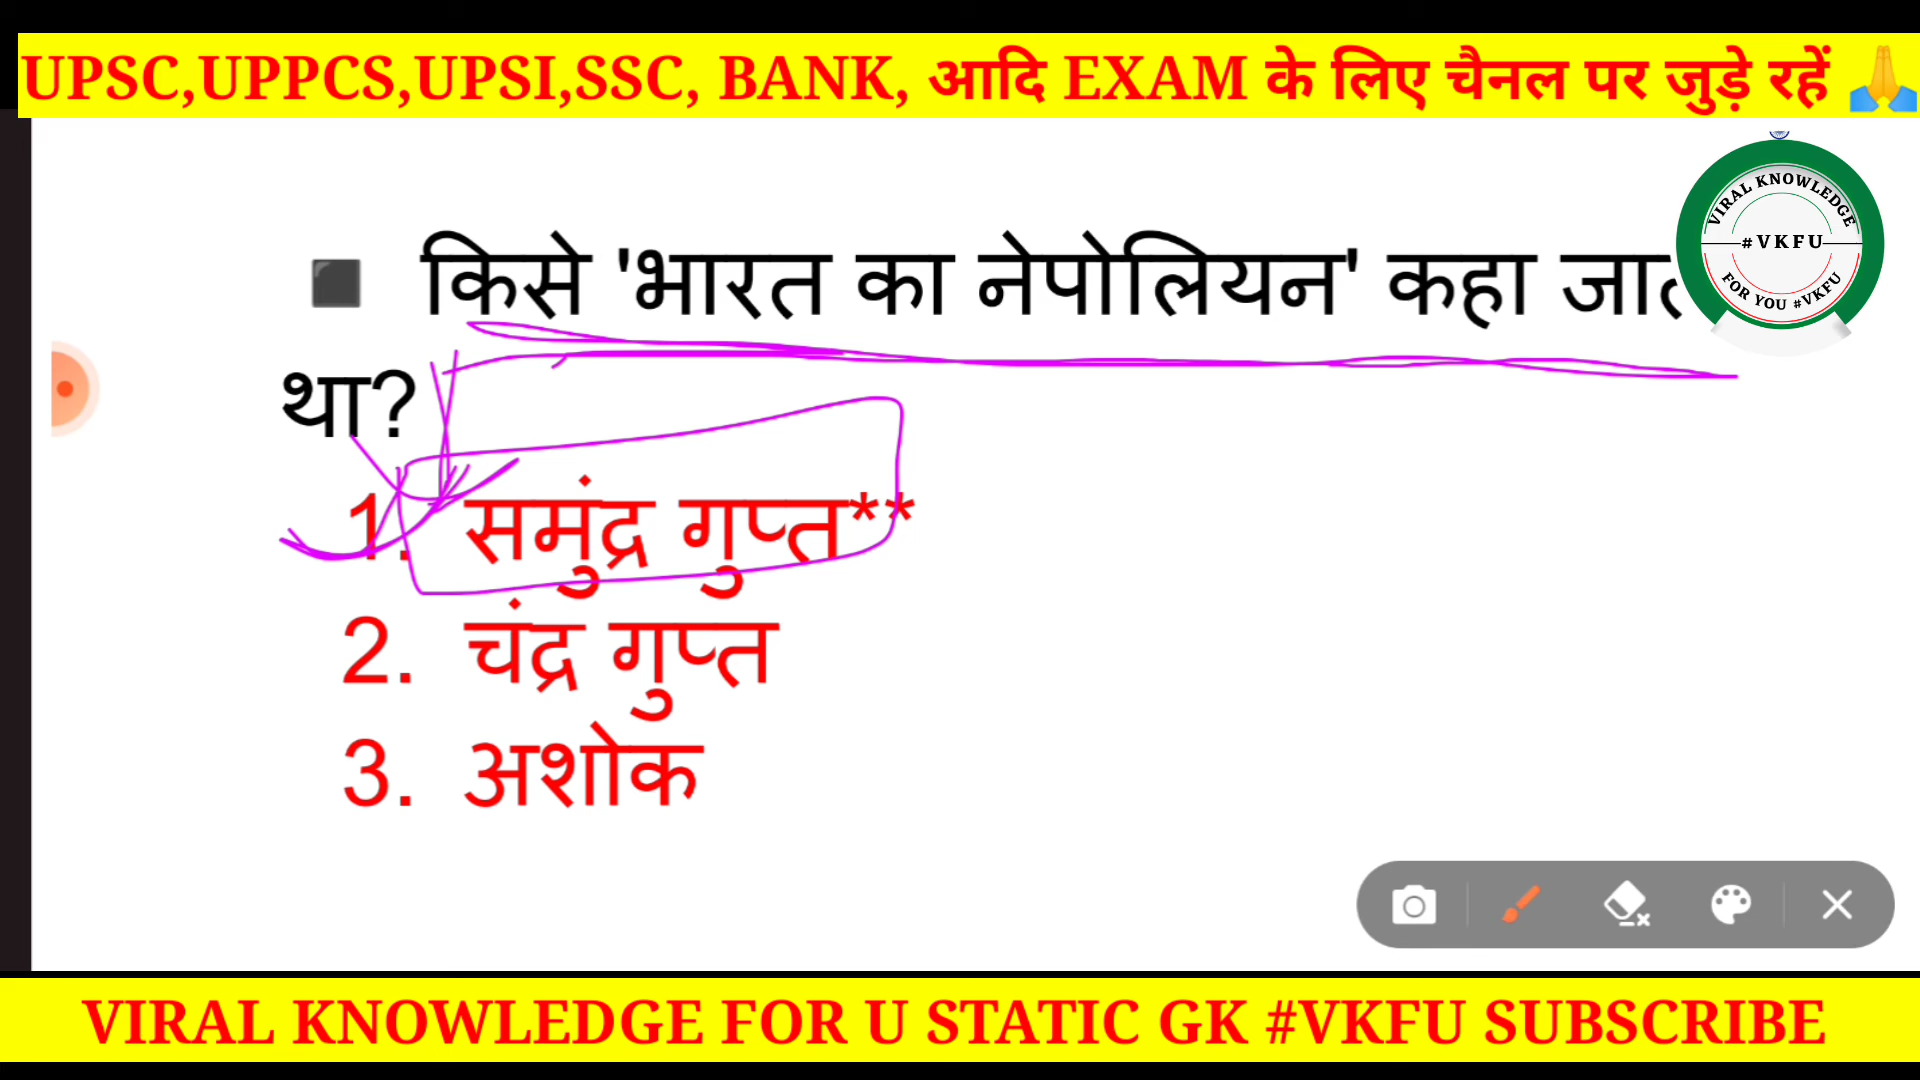 UPSC,UPPCS,UPSI,SSC, BANK, आदि EXAM के लिए चैनल पर जुड़े रहें 🙏
VIRAL KNOWLEDGE
#VKFU
FOR YOU #VKFU
किसे 'भारत का नेपोलियन' कहा
था?
1. समुंद्र गुप्त**
2. चंद्र गुप्त
3. अशोक
VIRAL KNOWLEDGE FOR U STATIC GK #VKFU SUBSCRIBE